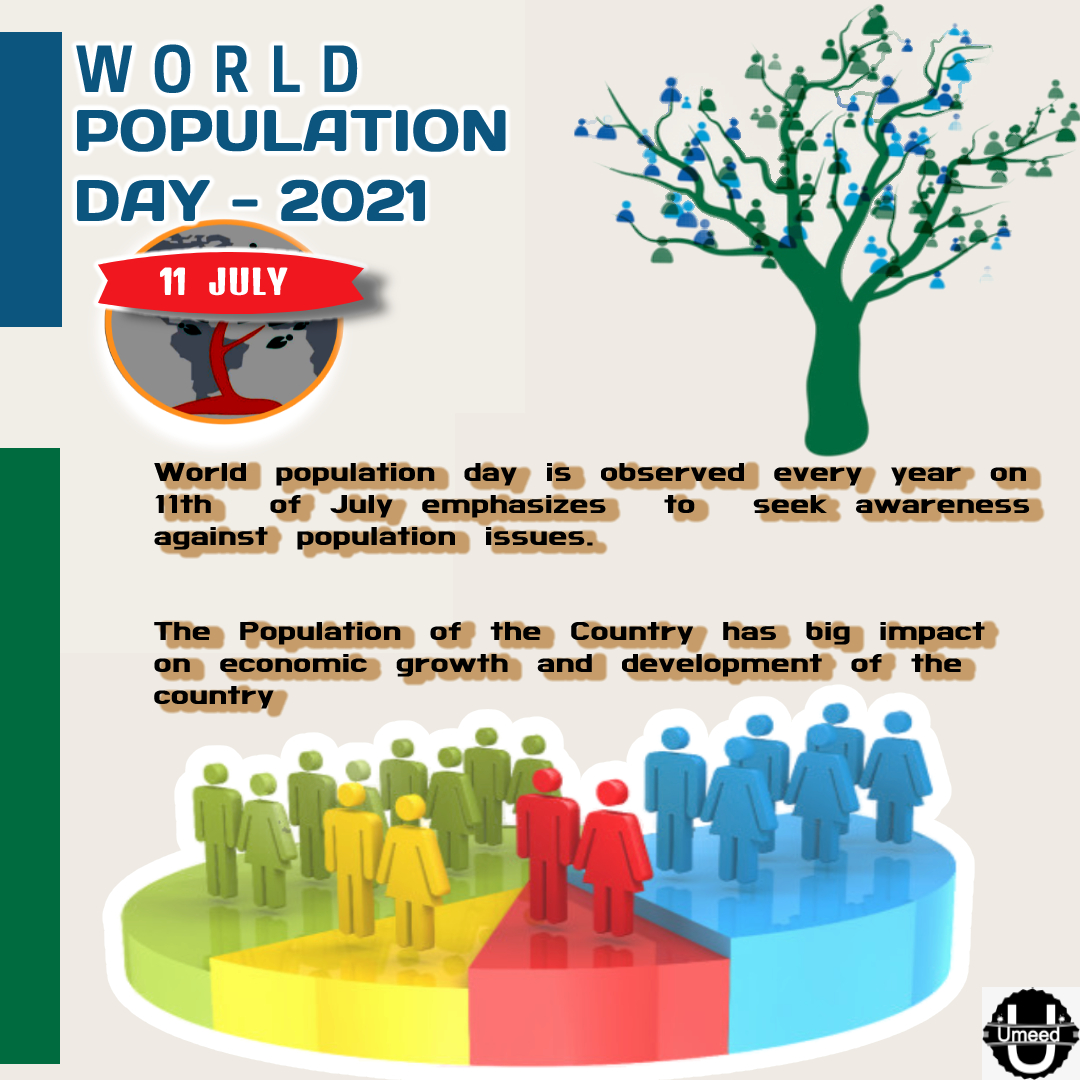 WORLD
POPULATION
DAY - 2021
11 JULY
World population day is observed every year on
11th of July emphasizes to seek awareness
against population issues.
The Population of the Country has big impact
on economic growth and development of the
country
U
Umeed